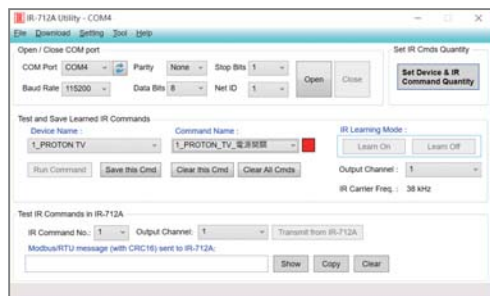 IR-712A Utility - COM4
File Download Setting Tool Help
Open / Close COM port
Set IR Cmds Quantity
COM Port COM4 Parity None Stop Bits 1
Baud Rate 115200 Data Bits 8 Net ID 1
Open Close
Set Device & IR
Command Quantity
Test and Save Learned IR Commands
Device Name : Command Name : IR Learning Mode :
1_PROTON TV 1_PROTON_TV_電源開關 Learn On Learn Off
Run Command Save this Cmd Clear this Cmd Clear All Cmds Output Channel : 1
IR Carrier Freq. : 38 kHz
Test IR Commands in IR-712A
IR Command No.: 1 Output Channel: 1 Transmit from IR-712A
Modbus/RTU message (with CRC16) sent to IR-712A:
Show Copy Clear